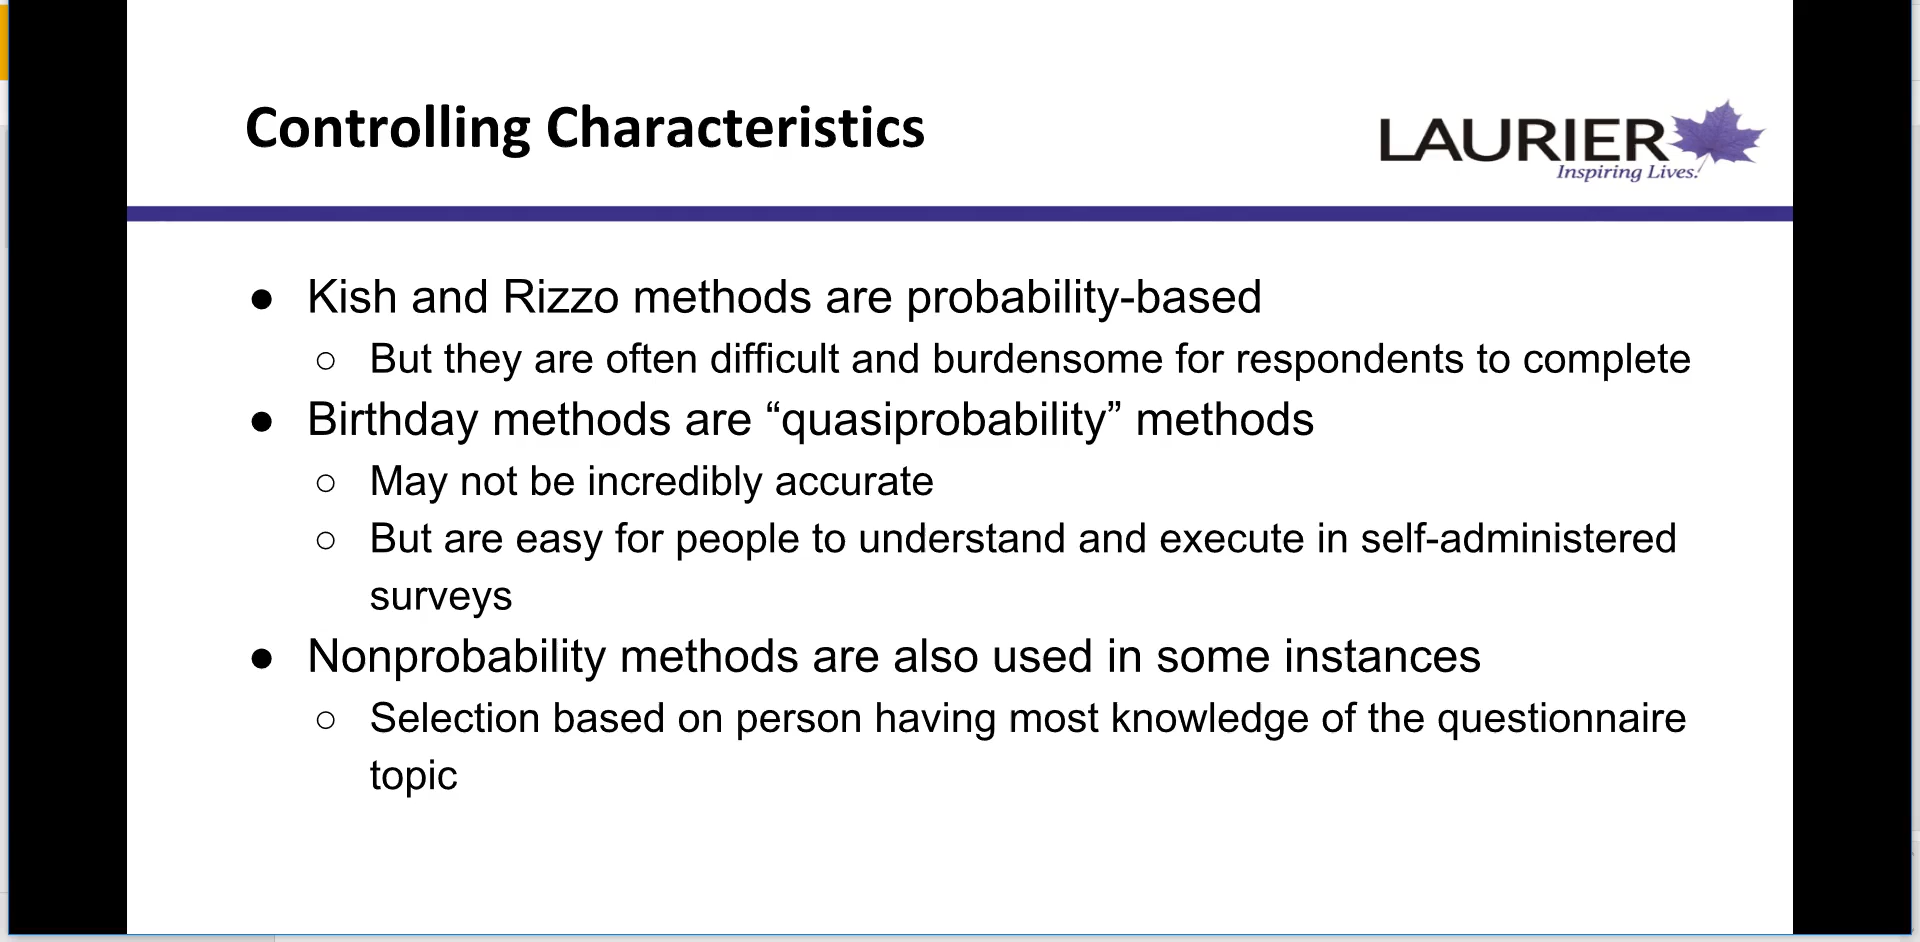 Controlling Characteristics
LAURIER
Inspiring Lives!
● Kish and Rizzo methods are probability-based
○ But they are often difficult and burdensome for respondents to complete
● Birthday methods are “quasiprobability” methods
○ May not be incredibly accurate
○ But are easy for people to understand and execute in self-administered
surveys
● Nonprobability methods are also used in some instances
○ Selection based on person having most knowledge of the questionnaire
topic